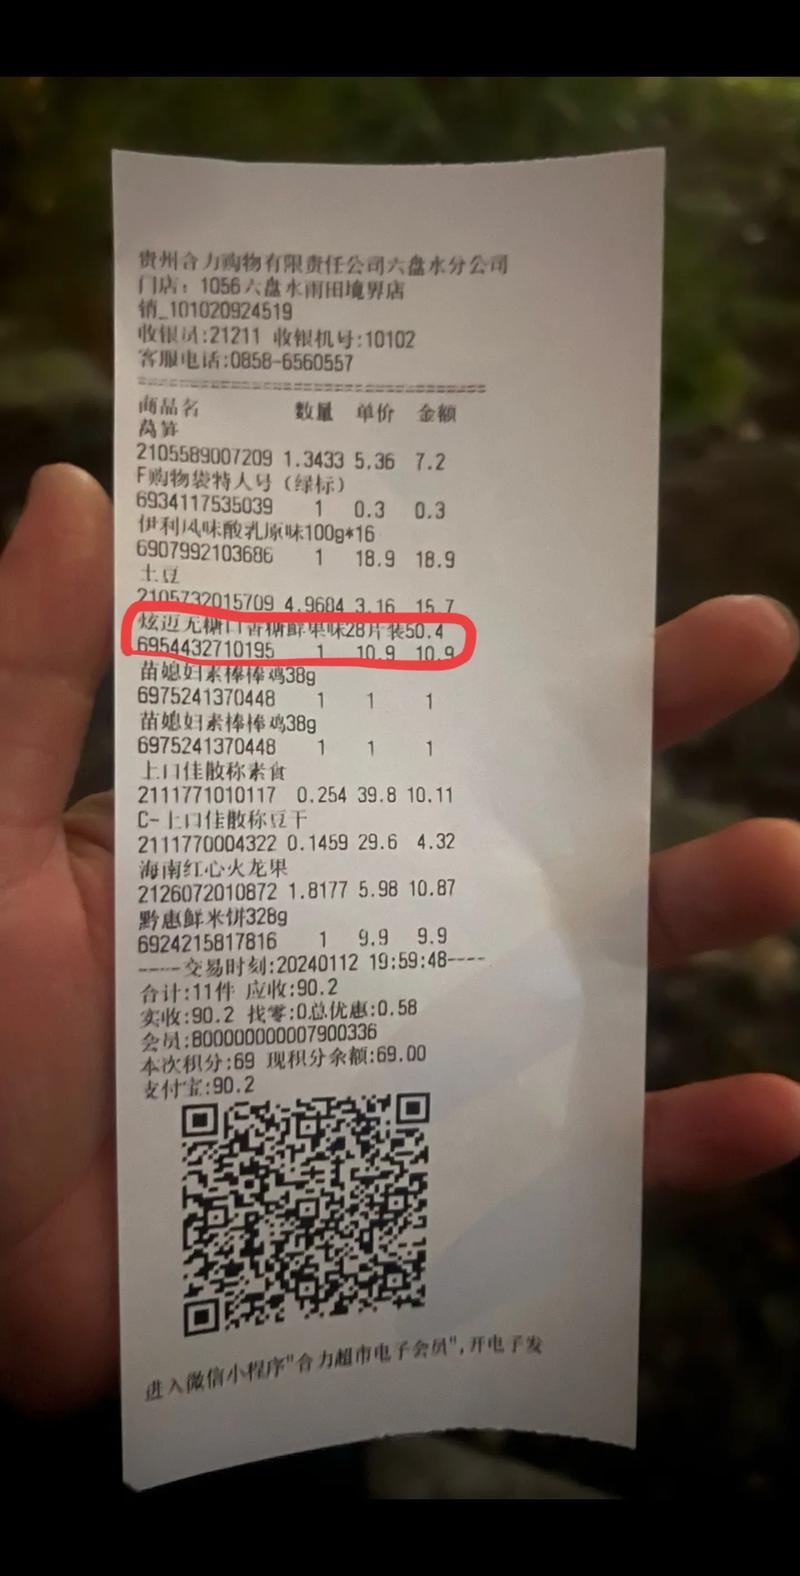 贵州合力购物有限责任公司六盘水分公司
门店：1056六盘水雨田境界店
销_101020924519
收银员:21211 收银机号:10102
客服电话:0858-6560557
================================
商品名 数量 单价 金额
莴笋
2105589007209 1.3433 5.36 7.2
F购物袋特人号（绿标）
6934117535039 1 0.3 0.3
伊利风味酸乳原味100g*16
6907992103686 1 18.9 18.9
土豆
2105732015709 4.9684 3.16 15.7
炫迈无糖口香糖鲜果味28片装50.4
6954432710195 1 10.9 10.9
苗媳妇素棒棒鸡38g
6975241370448 1 1 1
苗媳妇素棒棒鸡38g
6975241370448 1 1 1
上口佳散称素食
2111771010117 0.254 39.8 10.11
C-上口佳散称豆干
2111770004322 0.1459 29.6 4.32
海南红心火龙果
2126072010872 1.8177 5.98 10.87
黔惠鲜米饼328g
6924215817816 1 9.9 9.9
----交易时刻:20240112 19:59:48----
合计:11件 应收:90.2
实收:90.2 找零:0总优惠:0.58
会员:800000000007900336
本次积分:69 现积分余额:69.00
支付宝:90.2
进入微信小程序"合力超市电子会员",开电子发